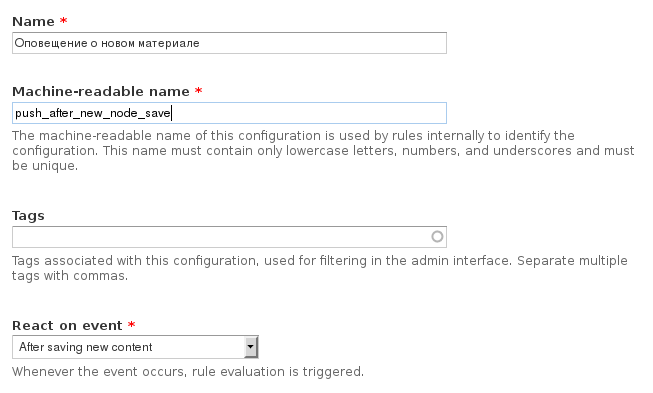 Name *
Оповещение о новом материале
Machine-readable name *
push_after_new_node_save
The machine-readable name of this configuration is used by rules internally to identify the
configuration. This name must contain only lowercase letters, numbers, and underscores and must
be unique.
Tags
Tags associated with this configuration, used for filtering in the admin interface. Separate multiple
tags with commas.
React on event *
After saving new content
Whenever the event occurs, rule evaluation is triggered.